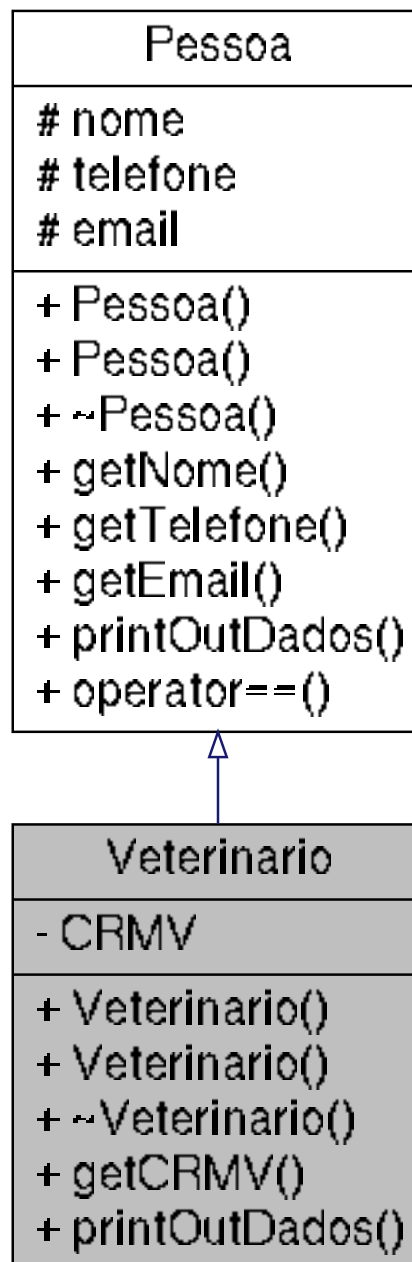 Pessoa
# nome
# telefone
# email
+ Pessoa()
+ Pessoa()
+ ~Pessoa()
+ getNome()
+ getTelefone()
+ getEmail()
+ printOutDados()
+ operator==()
Veterinario
- CRMV
+ Veterinario()
+ Veterinario()
+ ~Veterinario()
+ getCRMV()
+ printOutDados()